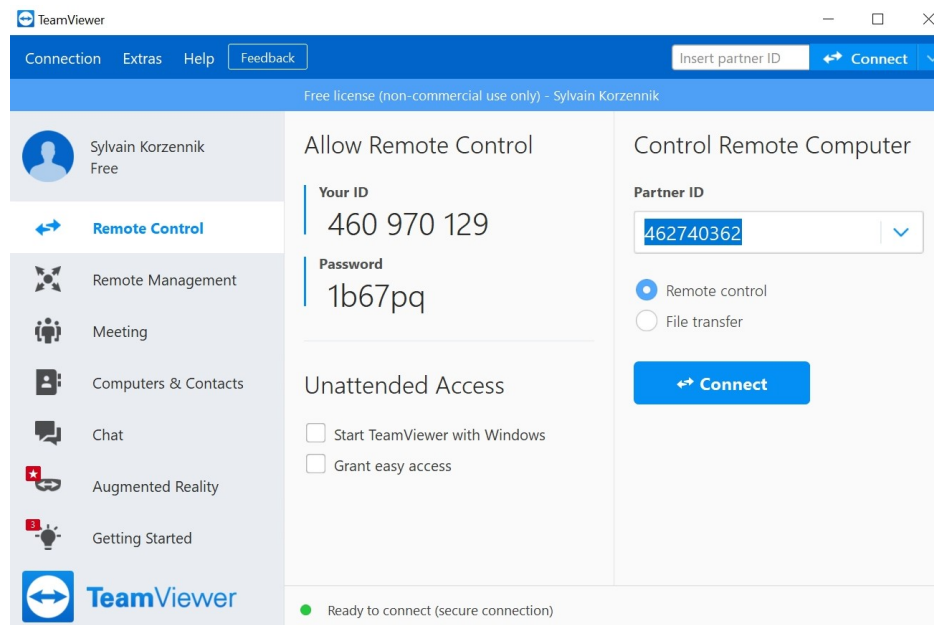 TeamViewer
Connection Extras Help Feedback
Insert partner ID Connect
Free license (non-commercial use only) - Sylvain Korzennik
Sylvain Korzennik
Free
Remote Control
Remote Management
Meeting
Computers & Contacts
Chat
Augmented Reality
3
Getting Started
TeamViewer
Allow Remote Control
Your ID
460 970 129
Password
1b67pq
Unattended Access
Start TeamViewer with Windows
Grant easy access
Control Remote Computer
Partner ID
462740362
Remote control
File transfer
Connect
Ready to connect (secure connection)